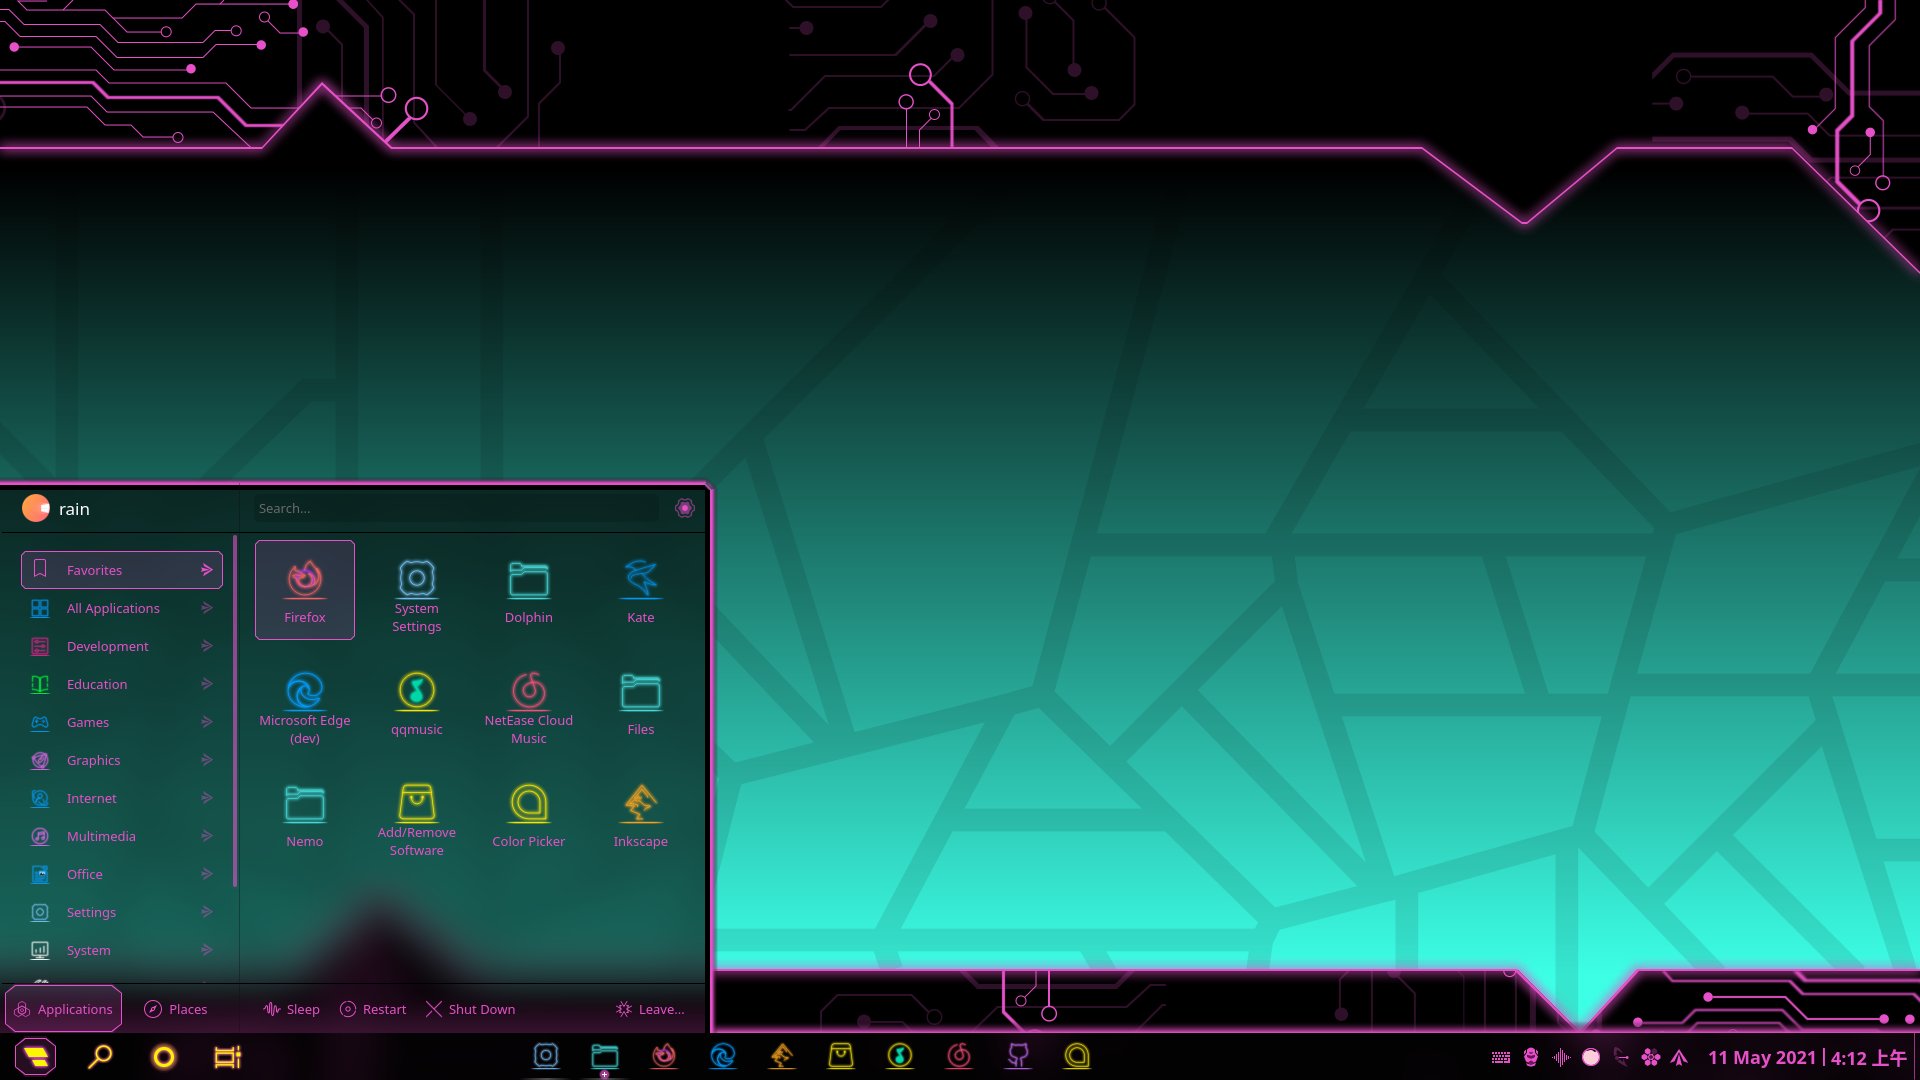 rain
Search...
Favorites
All Applications
Development
Education
Games
Graphics
Internet
Multimedia
Office
Settings
System
Firefox
System
Settings
Dolphin
Kate
Microsoft Edge
(dev)
qqmusic
NetEase Cloud
Music
Files
Nemo
Add/Remove
Software
Color Picker
Inkscape
Applications
Places
Sleep
Restart
Shut Down
Leave...
11 May 2021 | 4:12 上午